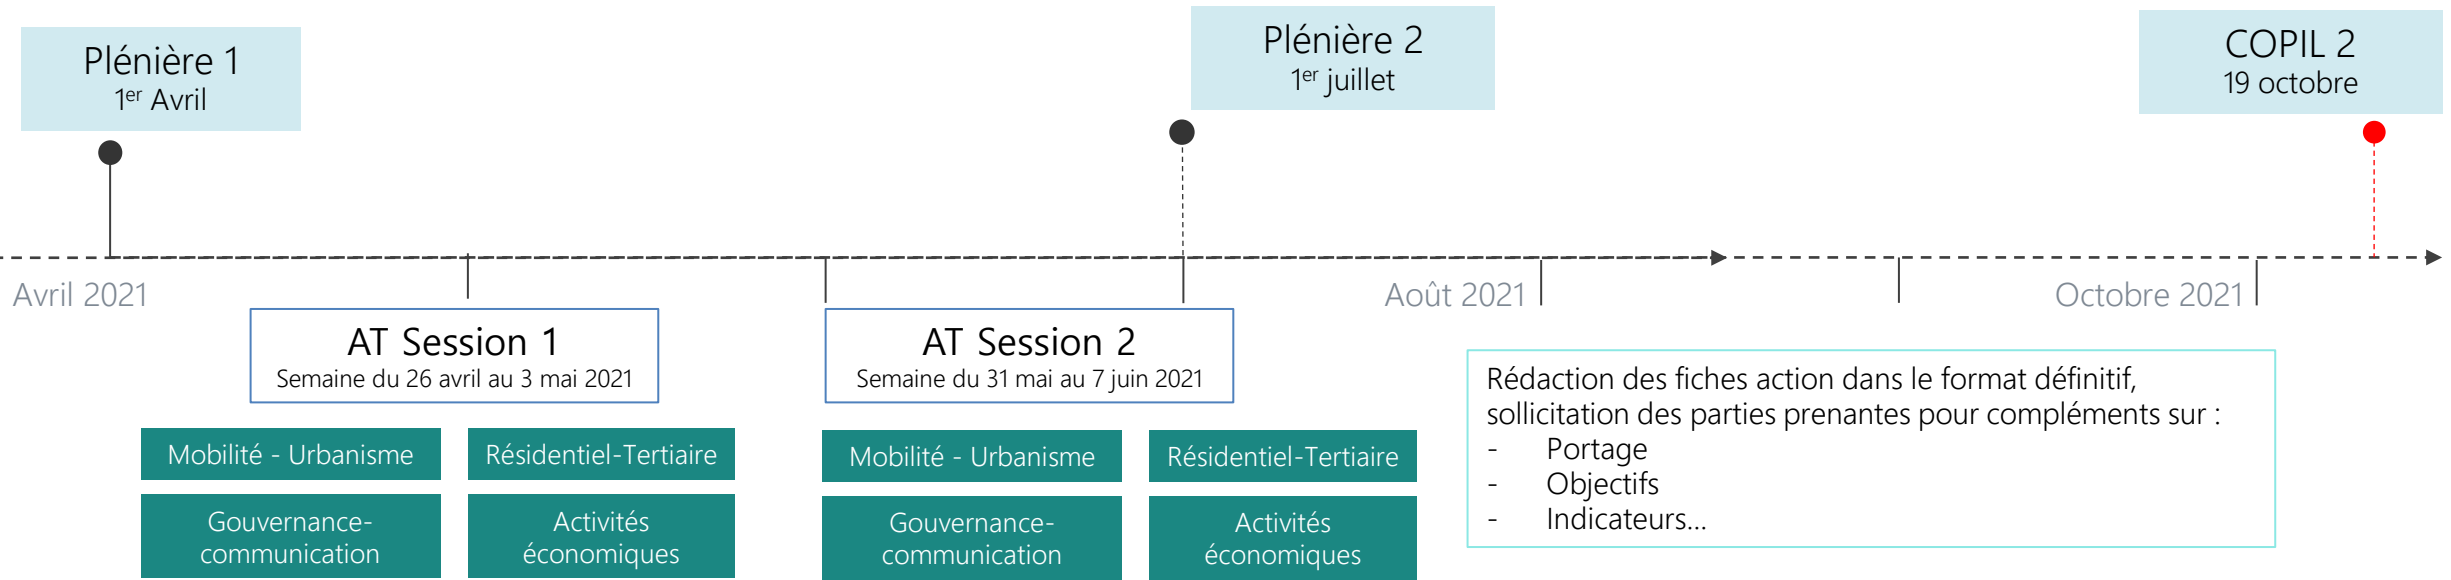 Plénière 1
1er Avril
Plénière 2
1er juillet
COPIL 2
19 octobre
Avril 2021
Août 2021
Octobre 2021
AT Session 1
Semaine du 26 avril au 3 mai 2021
AT Session 2
Semaine du 31 mai au 7 juin 2021
Mobilité - Urbanisme
Résidentiel-Tertiaire
Gouvernance-
communication
Activités
économiques
Mobilité - Urbanisme
Résidentiel-Tertiaire
Gouvernance-
communication
Activités
économiques
Rédaction des fiches action dans le format définitif,
sollicitation des parties prenantes pour compléments sur :
- Portage
- Objectifs
- Indicateurs...